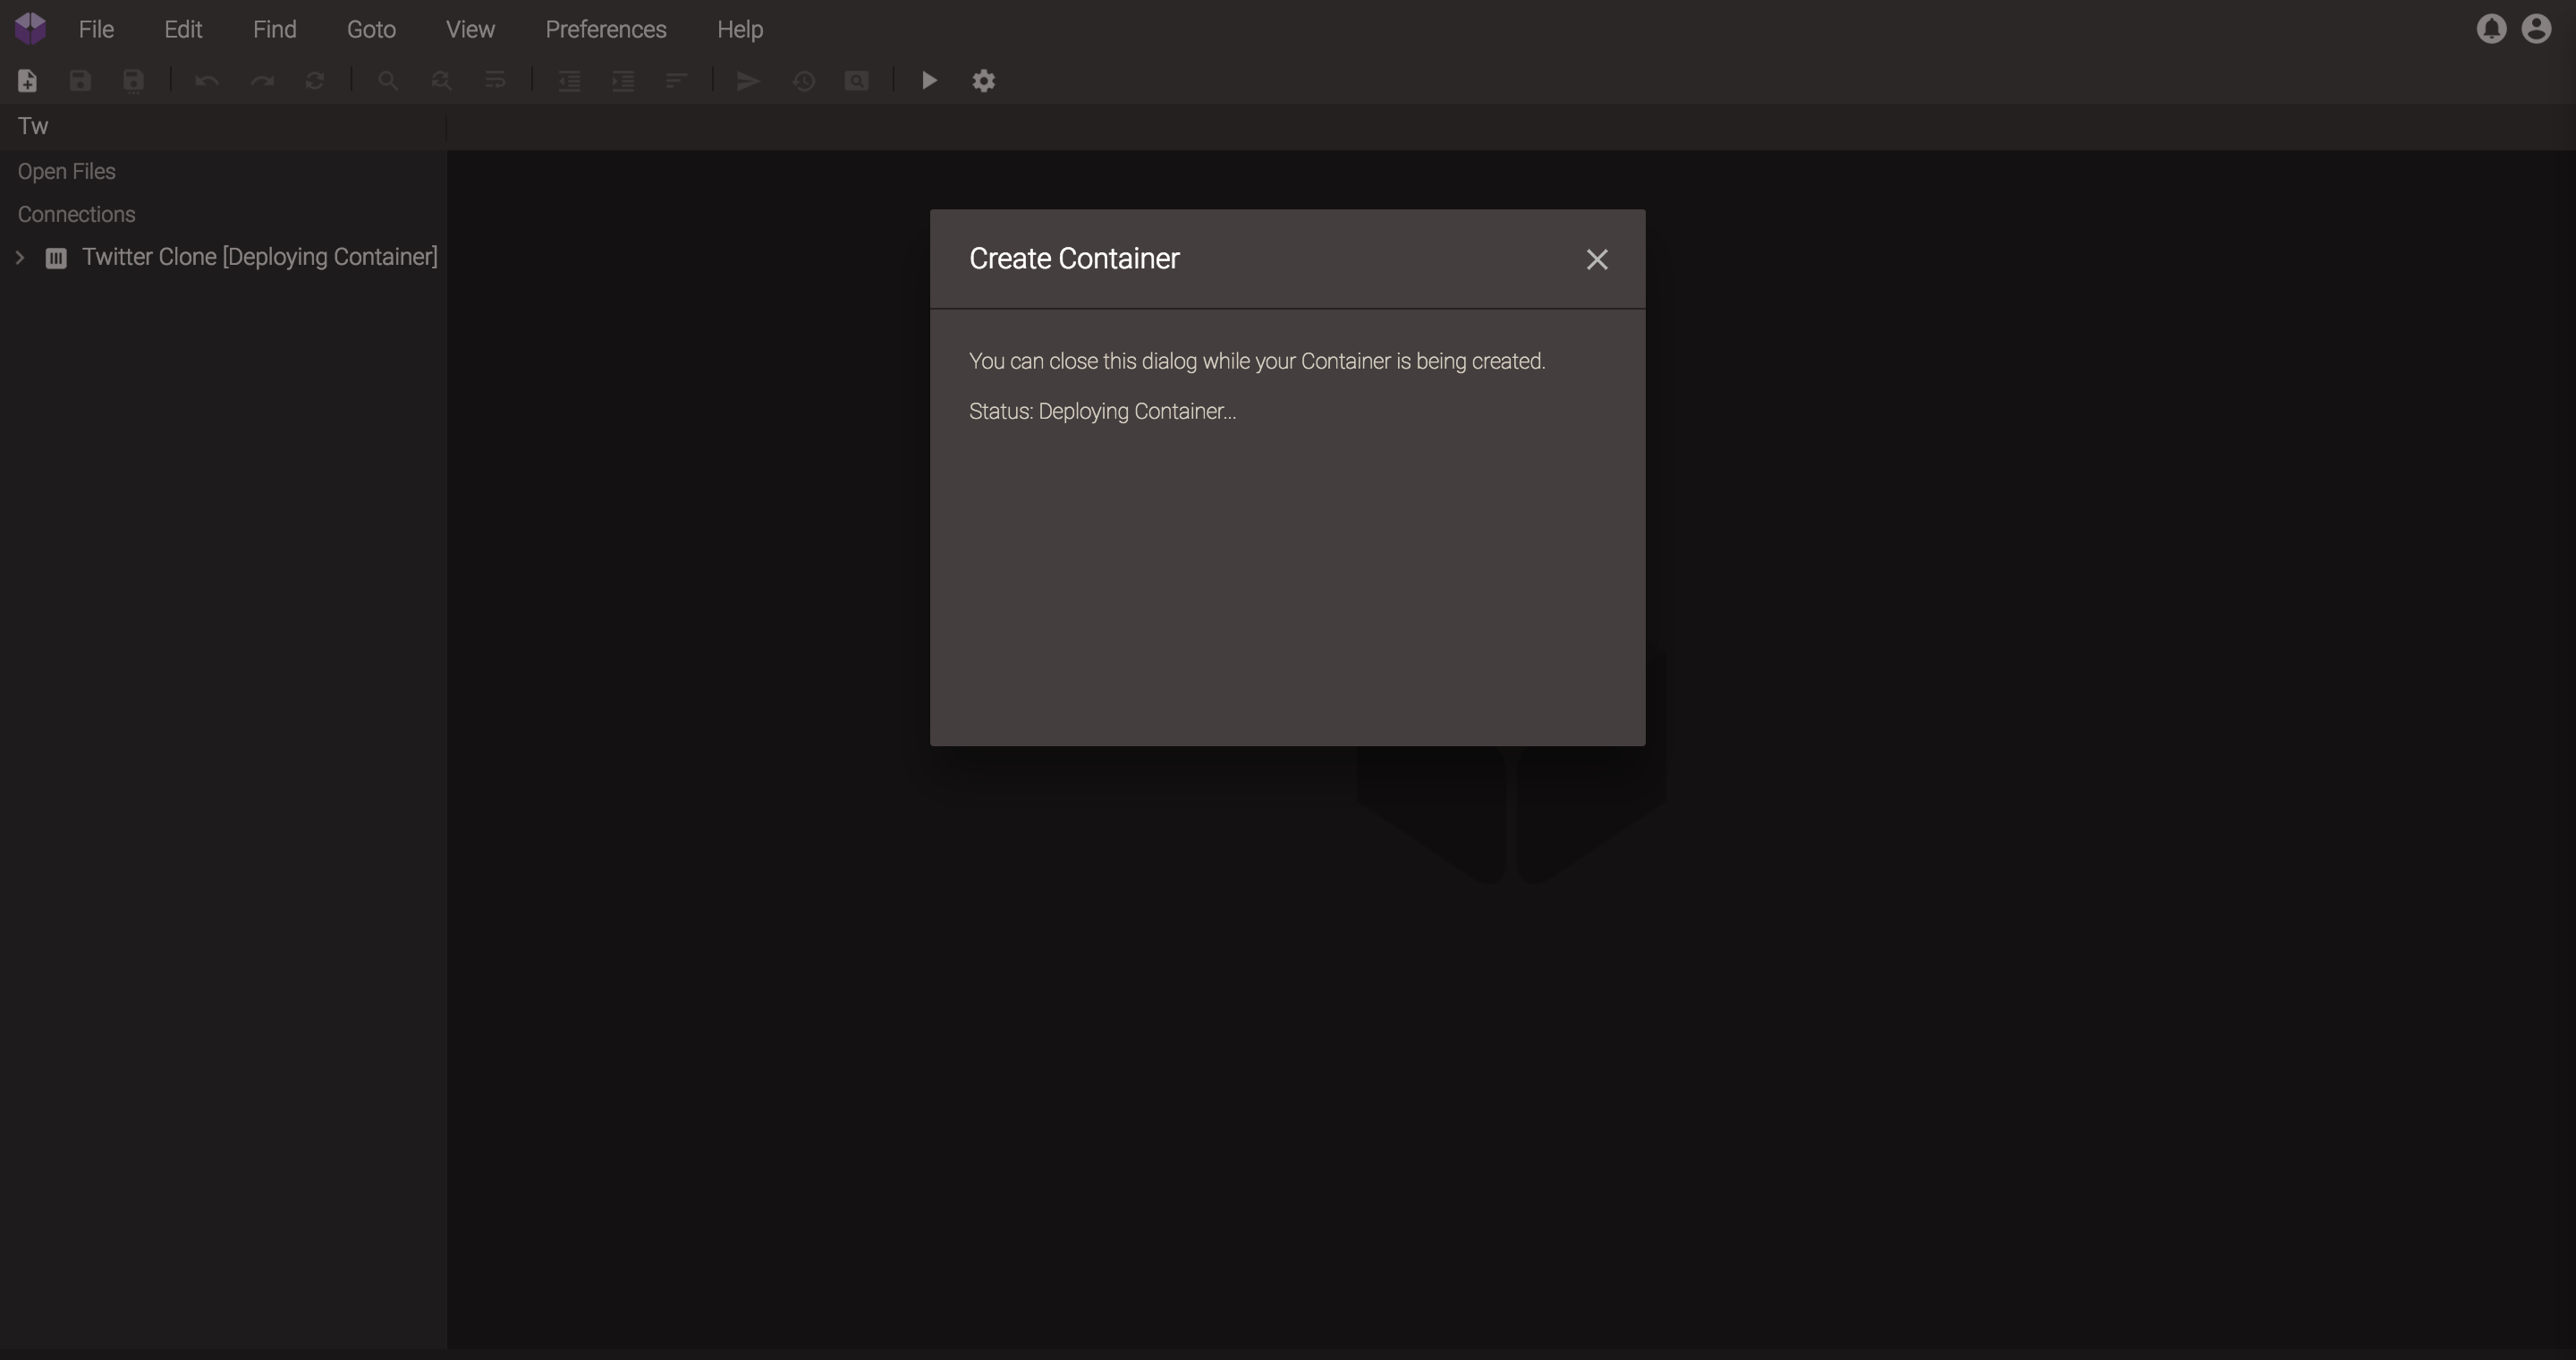 File Edit Find Goto View Preferences Help
Tw
Open Files
Connections
Twitter Clone [Deploying Container]
Create Container
You can close this dialog while your Container is being created.
Status: Deploying Container...